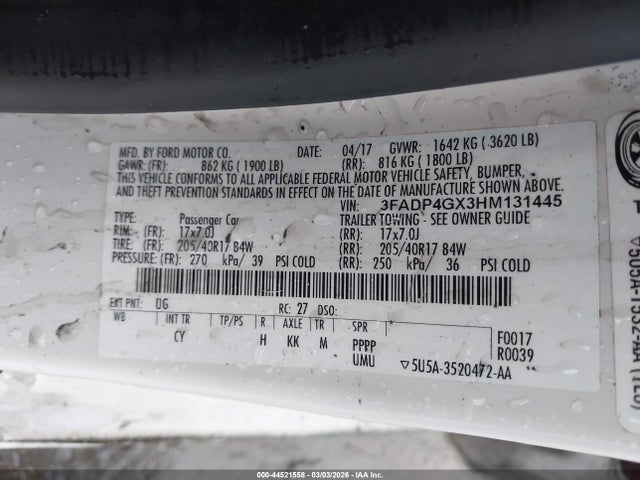 MFD. BY FORD MOTOR CO. DATE: 04/17 GVWR: 1642 KG ( 3620 LB)
GAWR: (FR): 862 KG ( 1900 LB) (RR): 816 KG ( 1800 LB)
THIS VEHICLE CONFORMS TO ALL APPLICABLE FEDERAL MOTOR VEHICLE SAFETY, BUMPER,
AND THEFT PREVENTION STANDARDS IN EFFECT ON THE DATE OF MANUFACTURE SHOWN ABOVE.
VIN: 3FADP4GX3HM131445
TYPE: Passenger Car TRAILER TOWING - SEE OWNER GUIDE
RIM: (FR): 17x7.0J (RR): 17x7.0J
TIRE: (FR): 205/40R17 84W (RR): 205/40R17 84W
PRESSURE: (FR): 270 kPa/ 39 PSI COLD (RR): 250 kPa/ 36 PSI COLD
EXT PNT: UG RC: 27 DSO:
WB INT TR TP/PS R AXLE TR SPR F0017
CY H KK M PPPP R0039
UMU ▽5U5A-3520472-AA
IAA
000-44521558 | 03/03/2026 - COPART